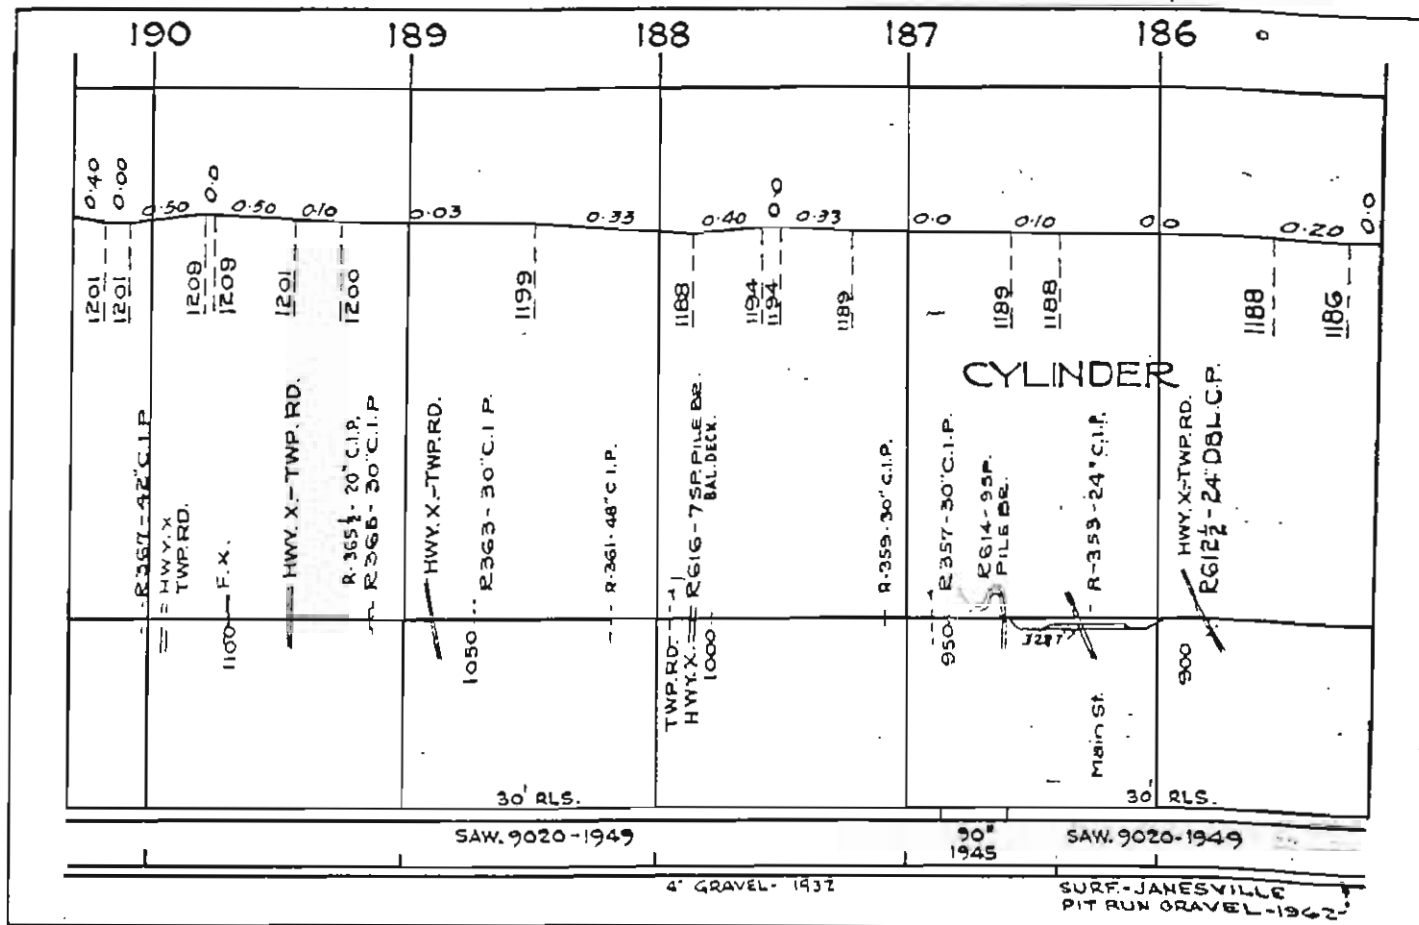 190 189 188 187 186
0.40
0.00
0.50
0.0
0.50
0.10
0.03
0.33
0.40
0.0
0.33
0.0
0.10
0.0
0.20
0.0
1201
1201
1209
1209
1201
1200
1199
1188
1194
1194
1189
1189
1188
1188
1186
CYLINDER
R367-42"C.I.P
HWY.X
TWP.RD.
F.X.
HWY.X-TWP.RD.
R-365½-20"C.I.P.
R365-30"C.I.P
HWY.X-TWP.RD.
R363-30"C.I.P.
R-361-48"C.I.P.
TWP.RD.
HWY.X.
R616-7SP.PILE BR.
BAL.DECK.
R-359-30"C.I.P.
R357-30"C.I.P.
R614-9SP.
PILE BR.
R-353-24"C.I.P.
HWY.X-TWP.RD.
R612½-24"DBL.C.P.
1100
1050
1000
950
3287'
900
Main St.
30' RLS.
30' RLS.
SAW.9020-1949
90#
1945
SAW.9020-1949
4" GRAVEL-1932
SURF.-JANESVILLE
PIT RUN GRAVEL-1962